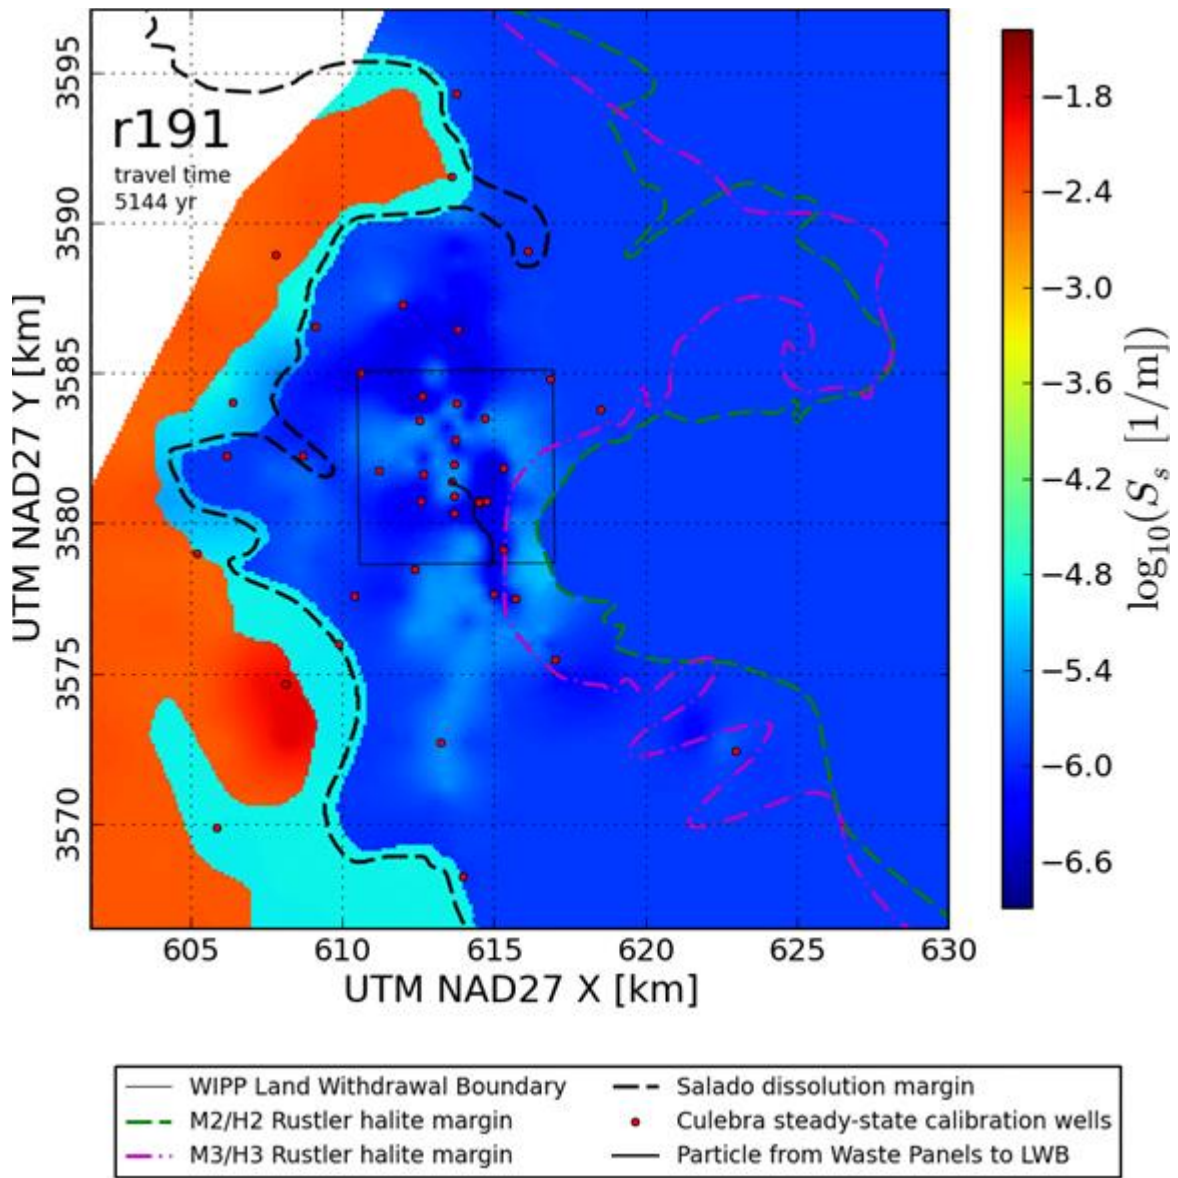 r191
travel time
5144 yr
3595
3590
3585
3580
3575
3570
UTM NAD27 Y [km]
605 610 615 620 625 630
UTM NAD27 X [km]
−1.8
−2.4
−3.0
−3.6
−4.2
−4.8
−5.4
−6.0
−6.6
log10(Ss [1/m])
WIPP Land Withdrawal Boundary
M2/H2 Rustler halite margin
M3/H3 Rustler halite margin
Salado dissolution margin
Culebra steady-state calibration wells
Particle from Waste Panels to LWB